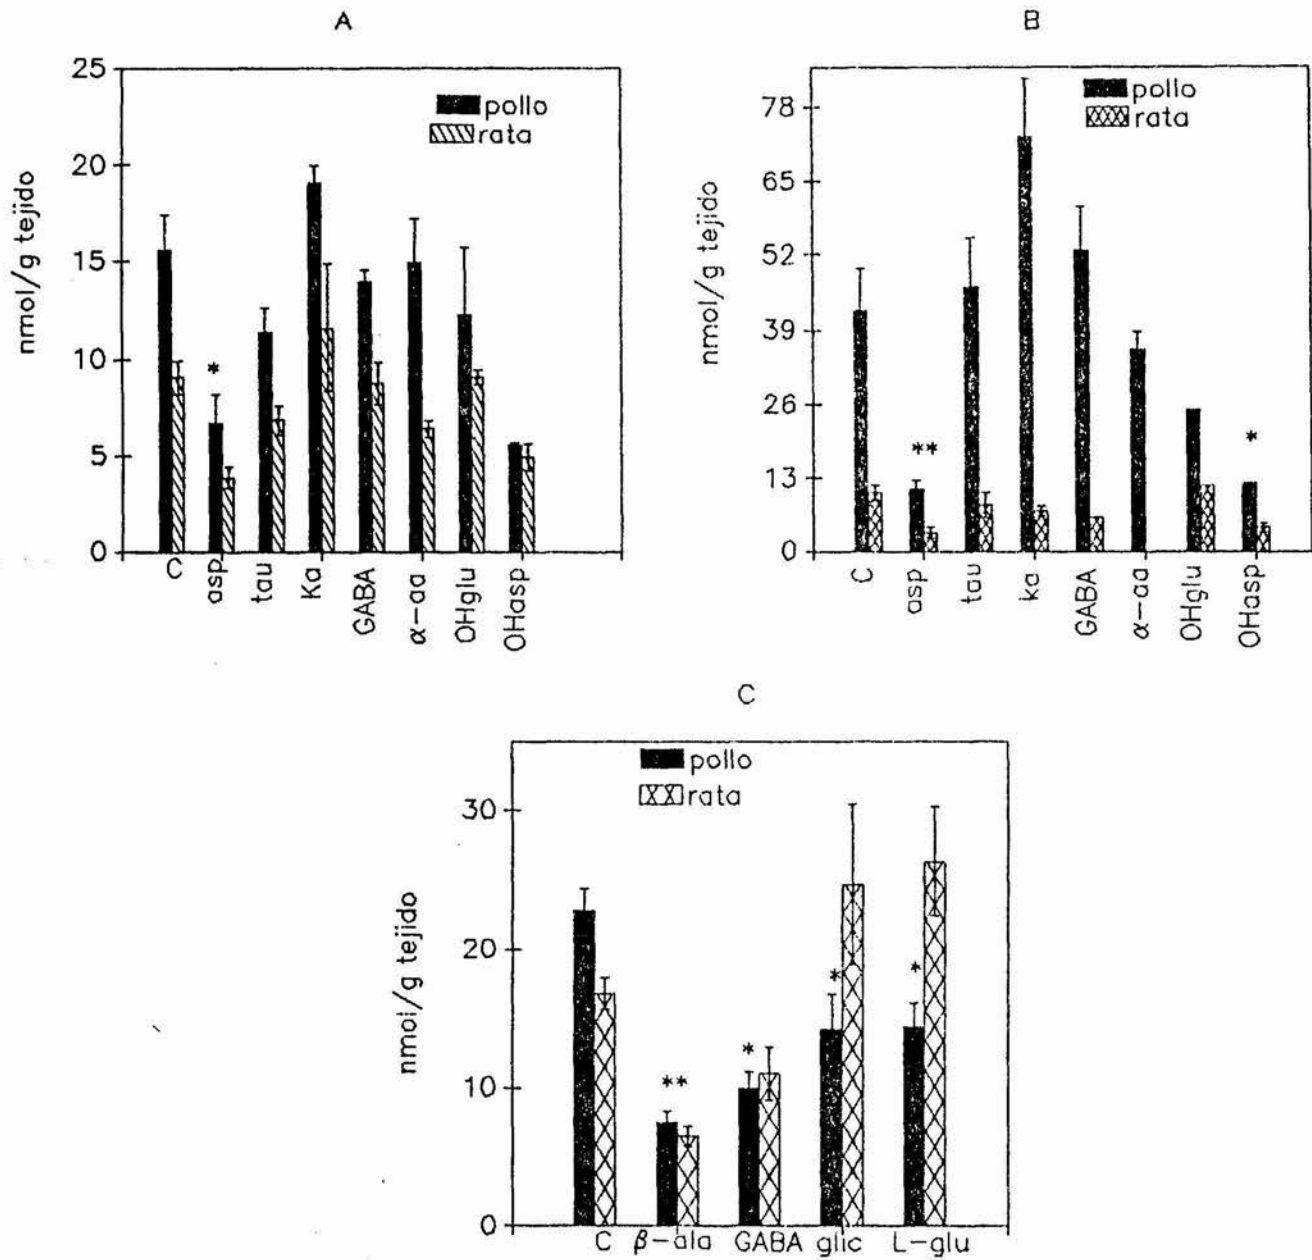 A
25
20
15
10
5
0
nmol/g tejido
pollo
rata
*
C
asp
tau
Ka
GABA
α-aa
OHglu
OHasp
B
78
65
52
39
26
13
0
nmol/g tejido
pollo
rata
**
*
C
asp
tau
ka
GABA
α-aa
OHglu
OHasp
C
30
20
10
0
nmol/g tejido
pollo
rata
**
*
*
*
C β-ala GABA glic L-glu